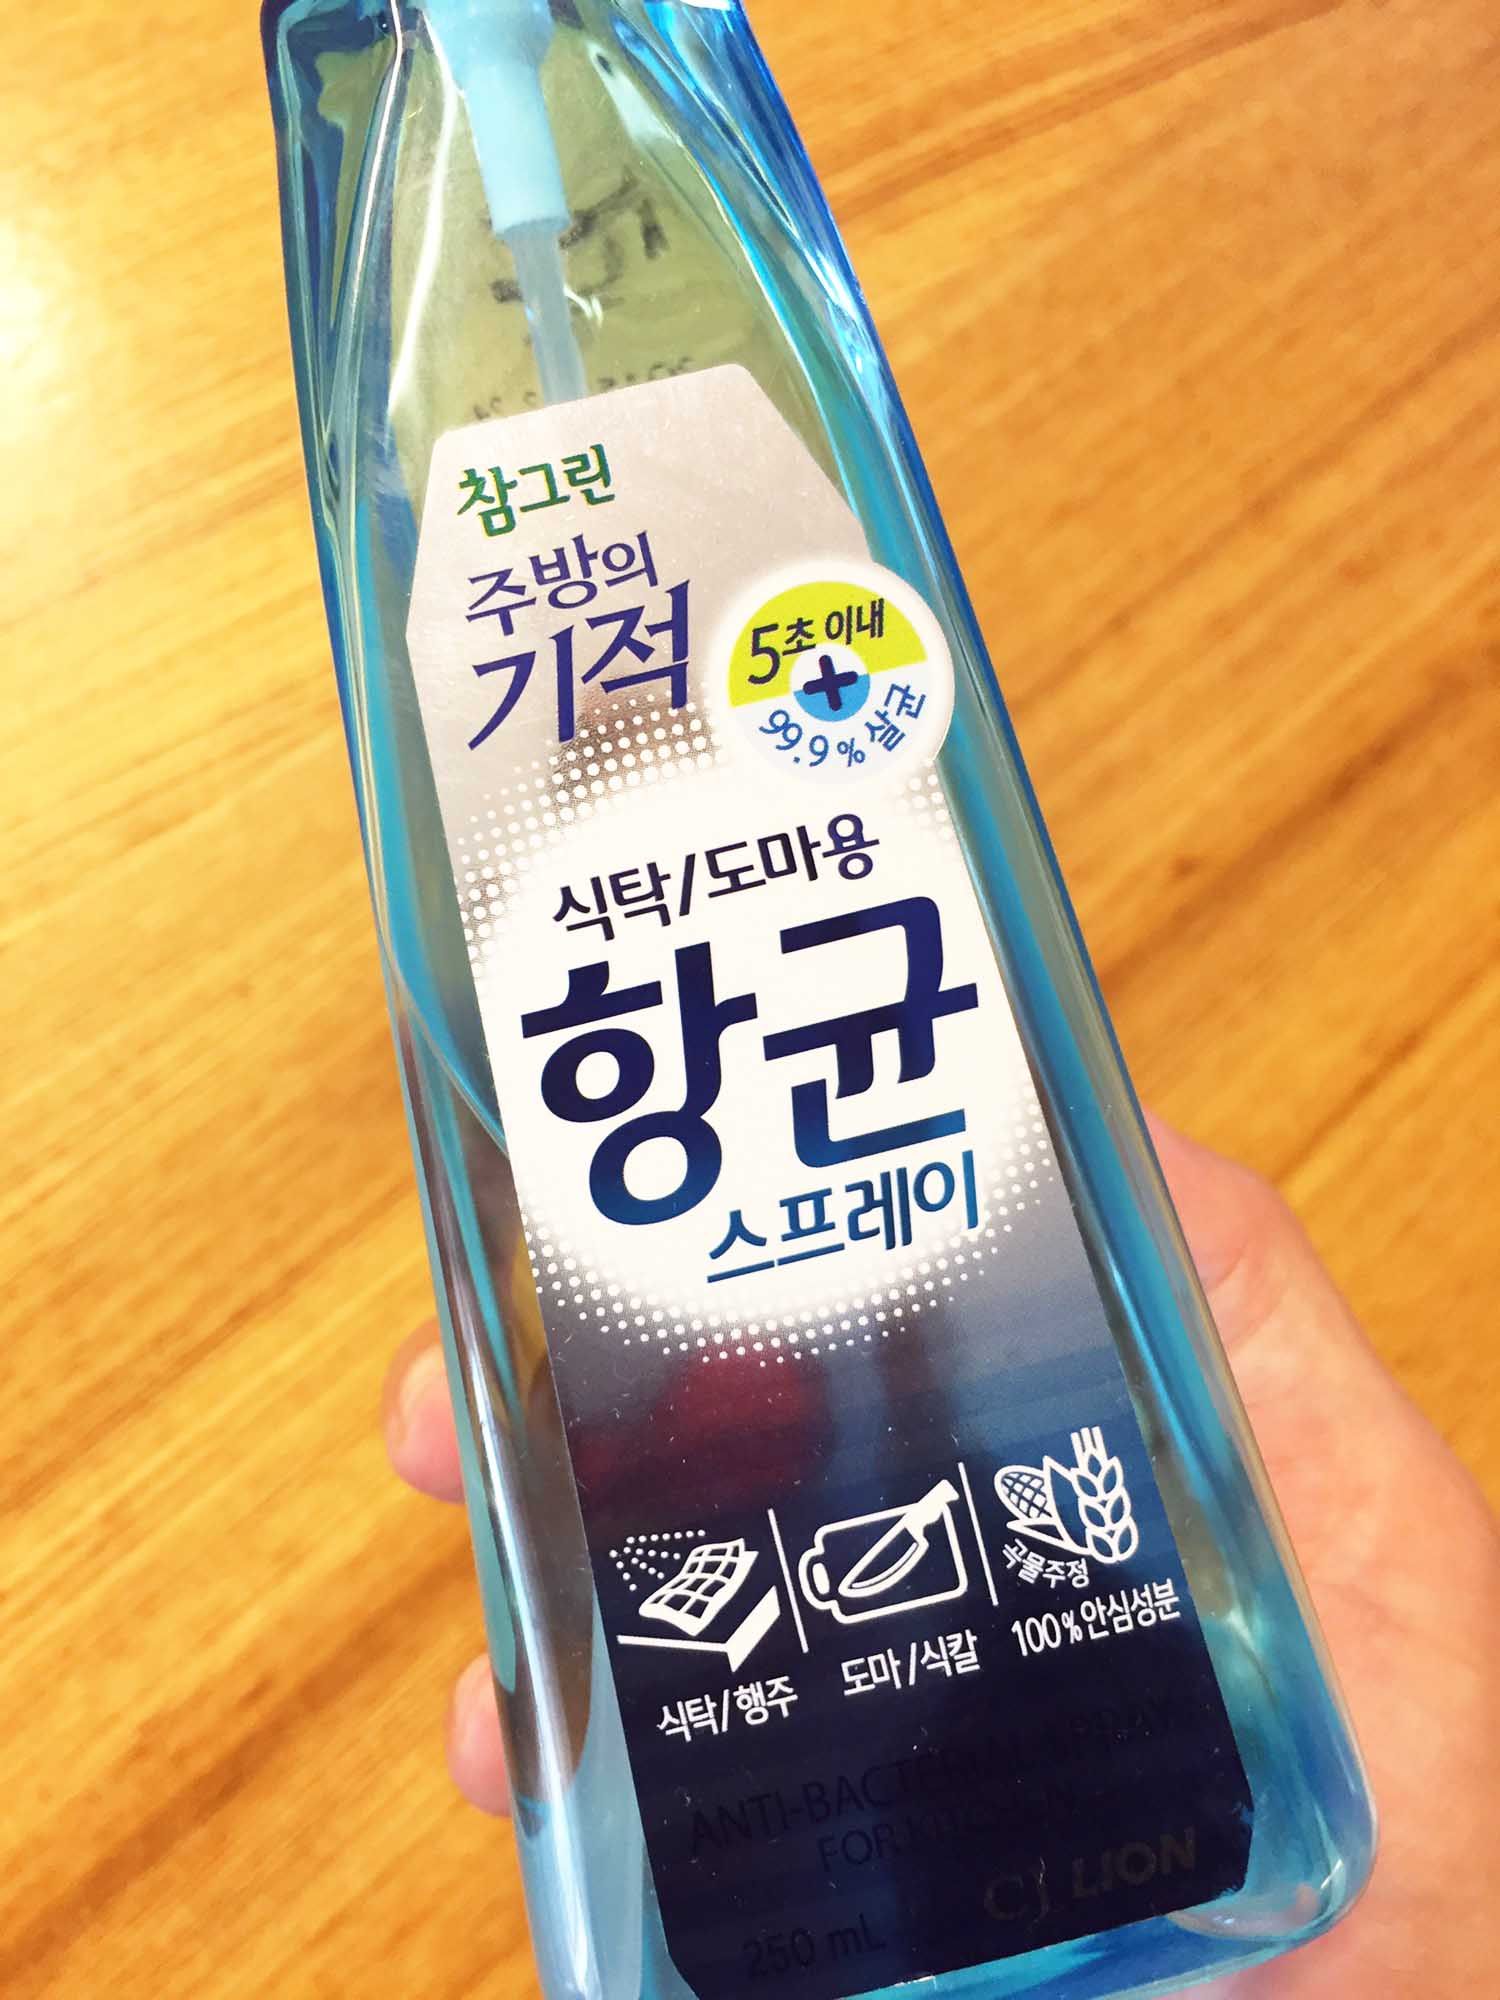 참그린
주방의
기적
5초 이내
99.9% 살균
식탁/도마용
항균
스프레이
식탁/행주
도마/식칼
곡물주정
100%안심성분
ANTI-BACTERIAL SPRAY
FOR KITCHEN
CJ LION
250 mL